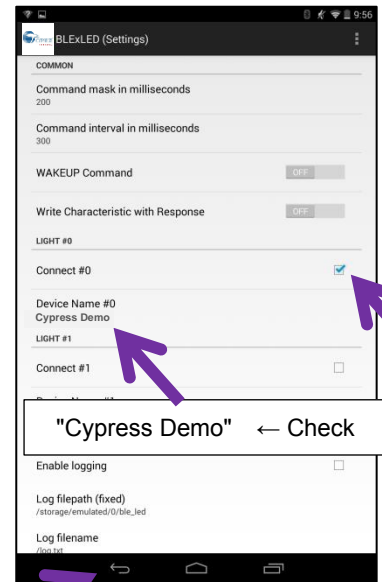 9:56
BLExLED (Settings)
COMMON
Command mask in milliseconds
200
Command interval in milliseconds
300
WAKEUP Command
OFF
Write Characteristic with Response
OFF
LIGHT #0
Connect #0
Device Name #0
Cypress Demo
LIGHT #1
Connect #1
"Cypress Demo" ← Check
Enable logging
Log filepath (fixed)
/storage/emulated/0/ble_led
Log filename
/log.txt